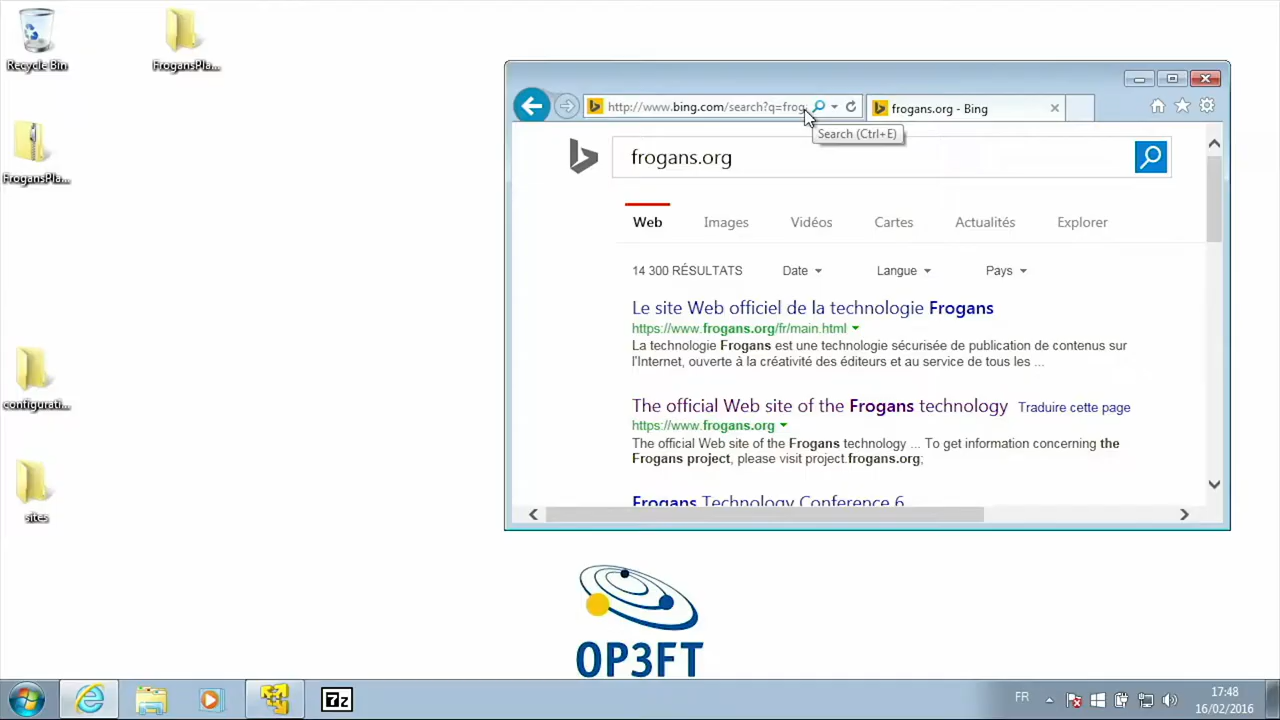 Recycle Bin
FrogansPla...
FrogansPla...
configurati...
sites
http://www.bing.com/search?q=frog
frogans.org - Bing
Search (Ctrl+E)
frogans.org
Web Images Vidéos Cartes Actualités Explorer
14 300 RÉSULTATS Date Langue Pays
Le site Web officiel de la technologie Frogans
https://www.frogans.org/fr/main.html
La technologie Frogans est une technologie sécurisée de publication de contenus sur
l'Internet, ouverte à la créativité des éditeurs et au service de tous les ...
The official Web site of the Frogans technology Traduire cette page
https://www.frogans.org
The official Web site of the Frogans technology ... To get information concerning the
Frogans project, please visit project.frogans.org;
Frogans Technology Conference 6
OP3FT
7z
FR
17:48
16/02/2016